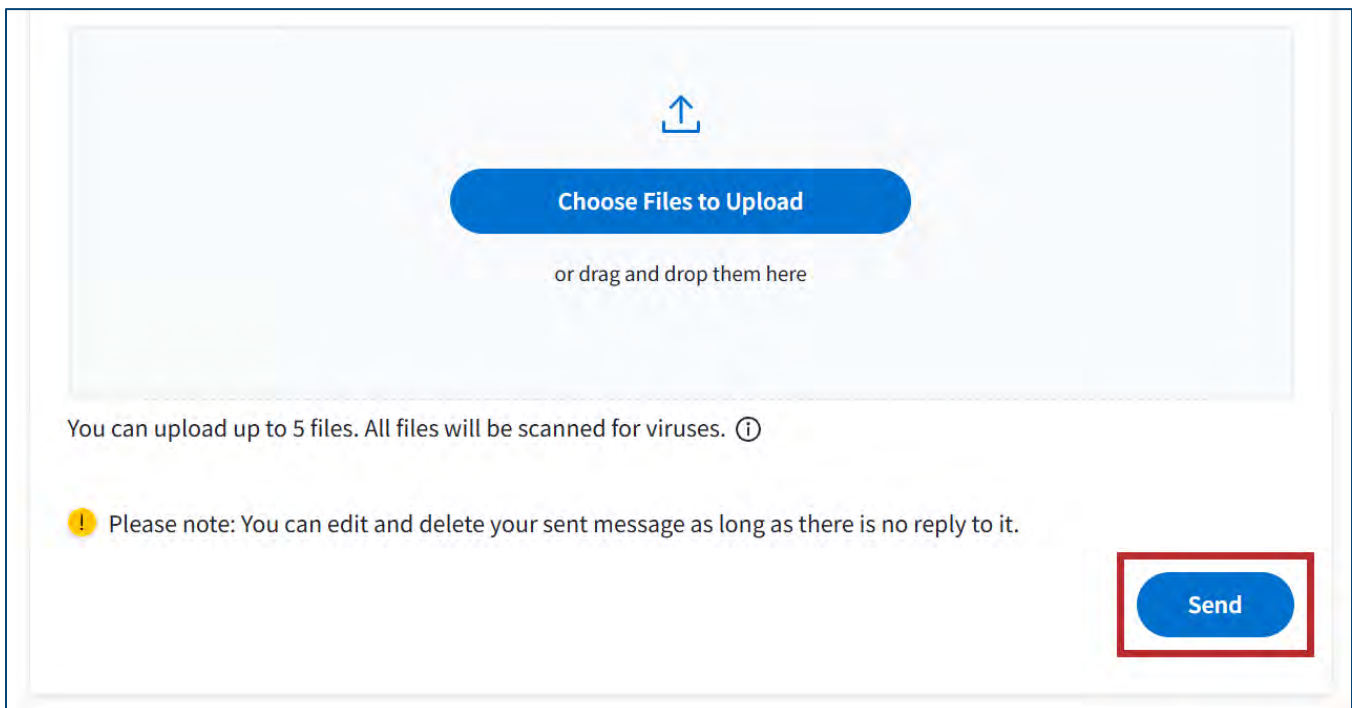 Choose Files to Upload
or drag and drop them here
You can upload up to 5 files. All files will be scanned for viruses.
Please note: You can edit and delete your sent message as long as there is no reply to it.
Send